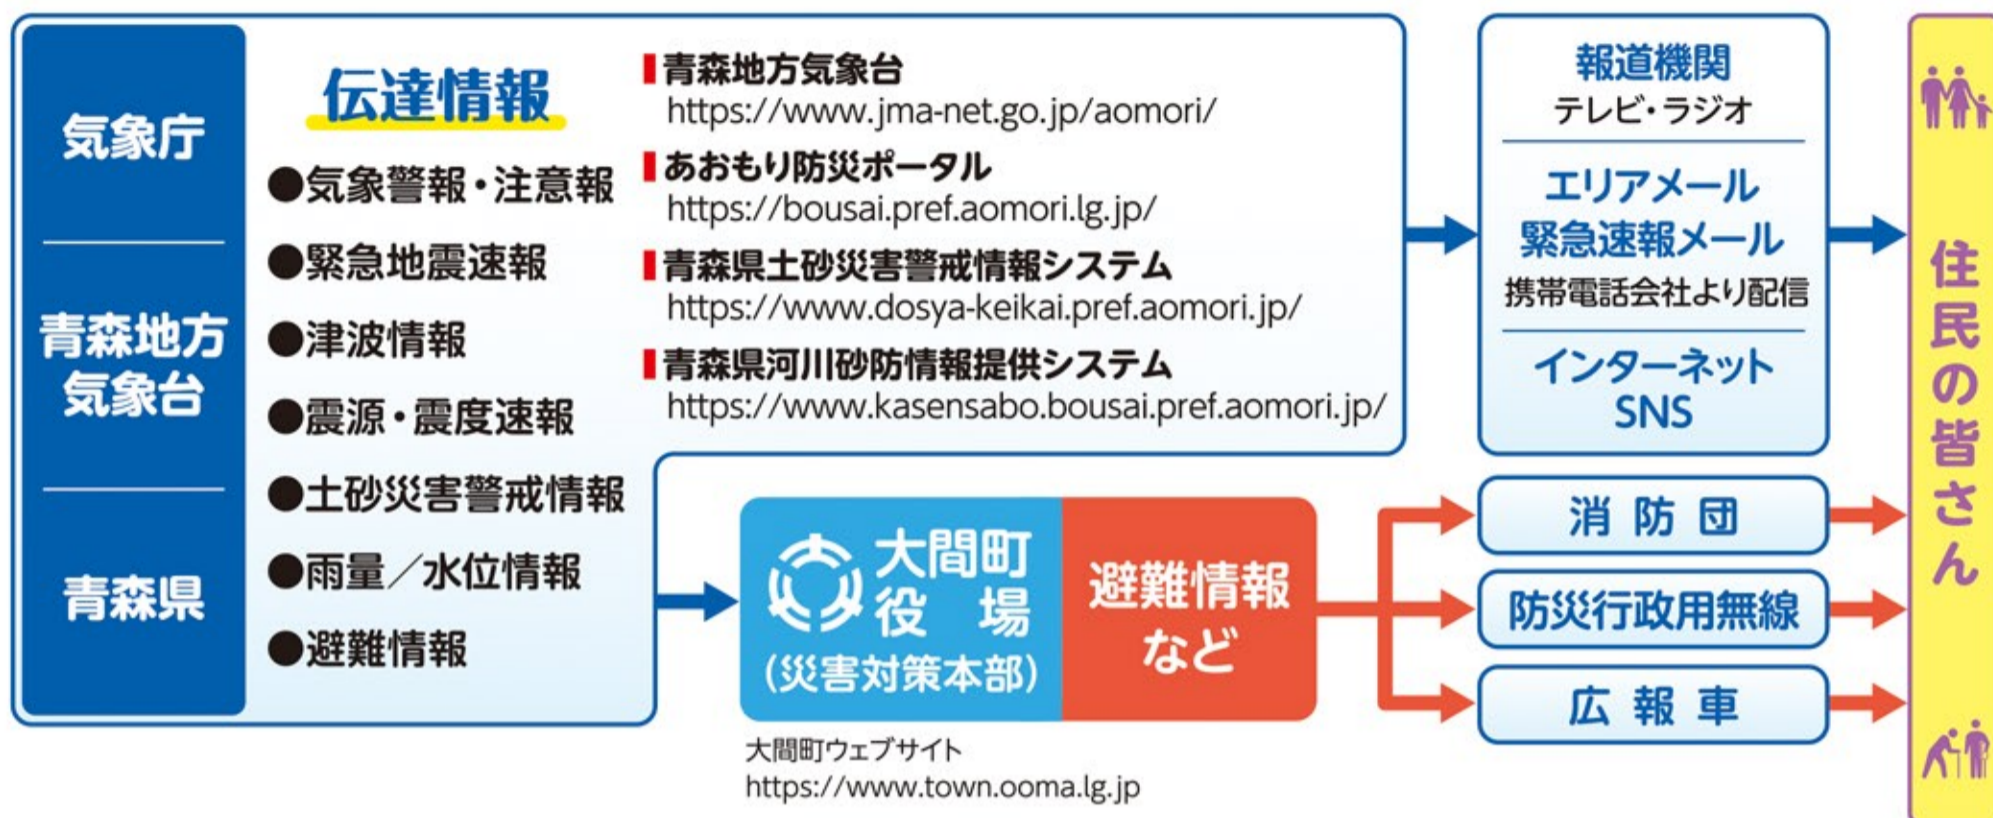 気象庁
青森地方
気象台
青森県
伝達情報
●気象警報・注意報
●緊急地震速報
●津波情報
●震源・震度速報
●土砂災害警戒情報
●雨量／水位情報
●避難情報
青森地方気象台
https://www.jma-net.go.jp/aomori/
あおもり防災ポータル
https://bousai.pref.aomori.lg.jp/
青森県土砂災害警戒情報システム
https://www.dosya-keikai.pref.aomori.jp/
青森県河川砂防情報提供システム
https://www.kasensabo.bousai.pref.aomori.jp/
大間町
役場
(災害対策本部)
避難情報
など
大間町ウェブサイト
https://www.town.ooma.lg.jp
報道機関
テレビ・ラジオ
エリアメール
緊急速報メール
携帯電話会社より配信
インターネット
SNS
消防団
防災行政用無線
広報車
住民の皆さん